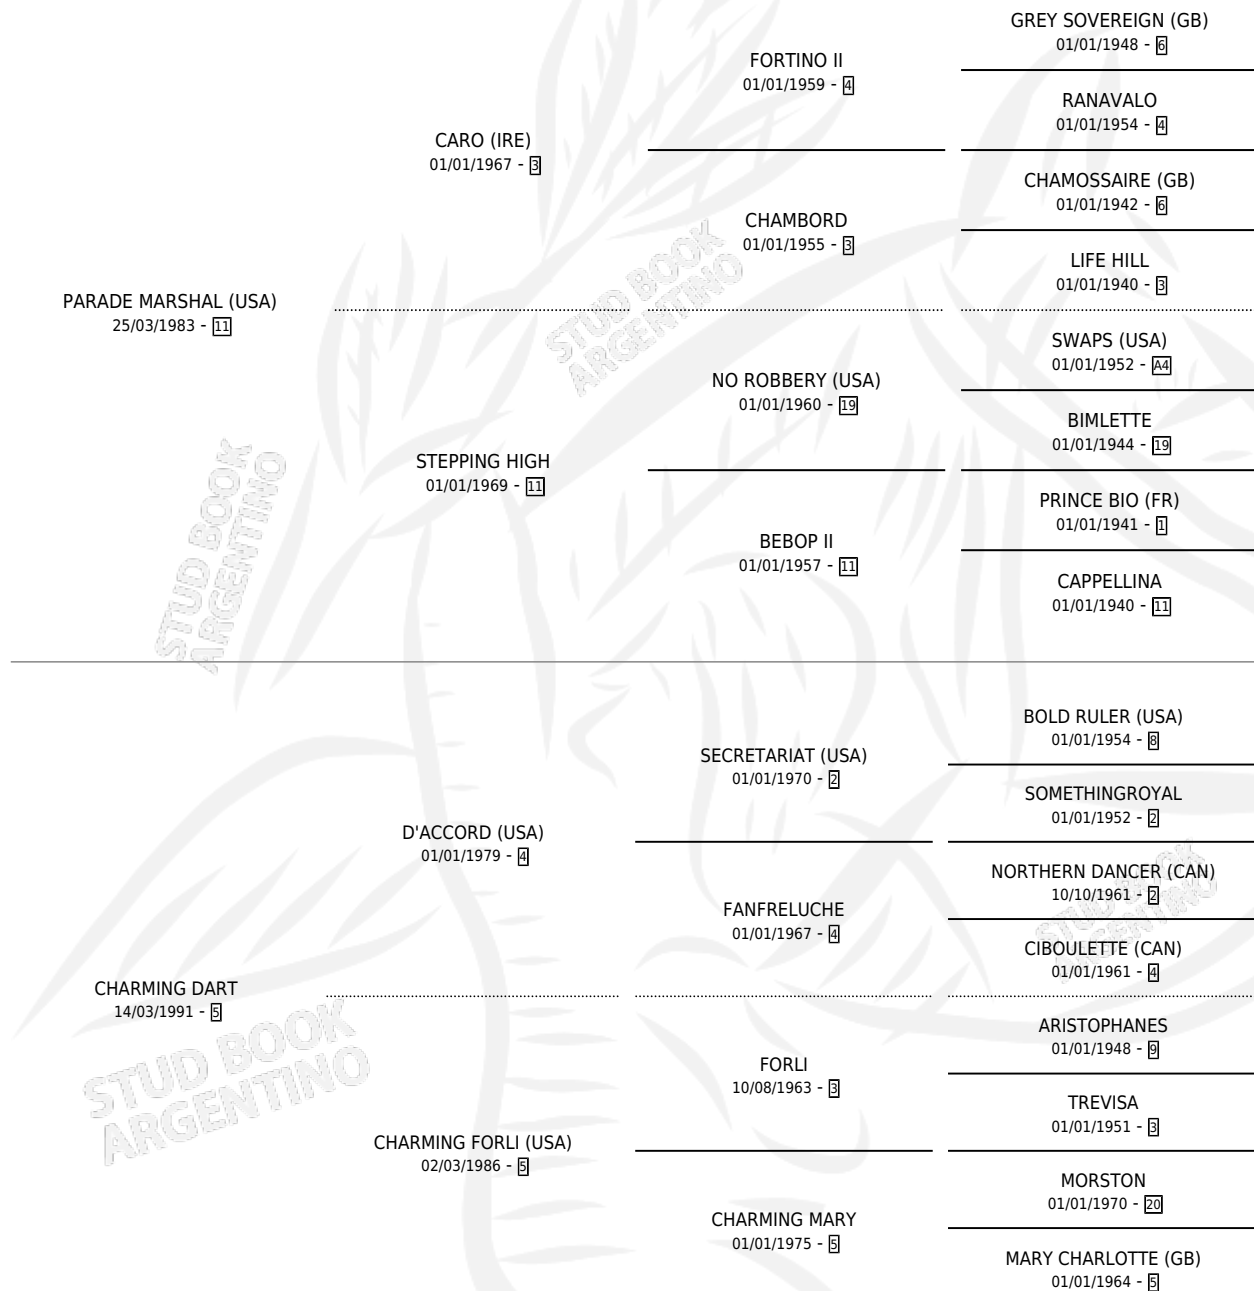 GREY SOVEREIGN (GB)
01/01/1948 - 6
FORTINO II
01/01/1959 - 4
RANAVALO
01/01/1954 - 4
CARO (IRE)
01/01/1967 - 3
CHAMOSSAIRE (GB)
01/01/1942 - 6
CHAMBORD
01/01/1955 - 3
LIFE HILL
01/01/1940 - 3
PARADE MARSHAL (USA)
25/03/1983 - 11
STUD BOOK
ARGENTINO
SWAPS (USA)
01/01/1952 - A4
NO ROBBERY (USA)
01/01/1960 - 19
BIMLETTE
01/01/1944 - 19
STEPPING HIGH
01/01/1969 - 11
PRINCE BIO (FR)
01/01/1941 - 1
BEBOP II
01/01/1957 - 11
CAPPELLINA
01/01/1940 - 11
STUD BOOK
ARGENTINO
BOLD RULER (USA)
01/01/1954 - 8
SECRETARIAT (USA)
01/01/1970 - 2
SOMETHINGROYAL
01/01/1952 - 2
D'ACCORD (USA)
01/01/1979 - 4
NORTHERN DANCER (CAN)
10/10/1961 - 2
FANFRELUCHE
01/01/1967 - 4
STUD BOOK
ARGENTINO
CIBOULETTE (CAN)
01/01/1961 - 4
CHARMING DART
14/03/1991 - 5
STUD BOOK
ARGENTINO
ARISTOPHANES
01/01/1948 - 9
FORLI
10/08/1963 - 3
TREVISA
01/01/1951 - 3
CHARMING FORLI (USA)
02/03/1986 - 5
MORSTON
01/01/1970 - 20
CHARMING MARY
01/01/1975 - 5
MARY CHARLOTTE (GB)
01/01/1964 - 5